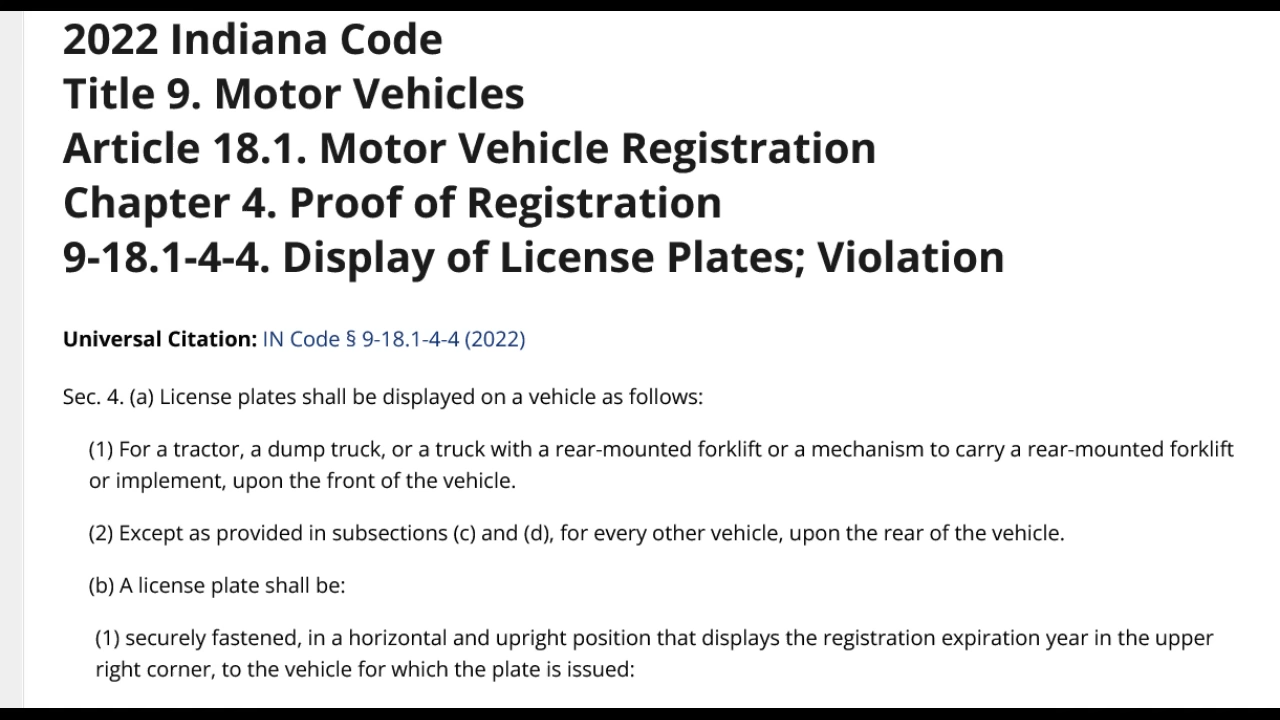 2022 Indiana Code
Title 9. Motor Vehicles
Article 18.1. Motor Vehicle Registration
Chapter 4. Proof of Registration
9-18.1-4-4. Display of License Plates; Violation
Universal Citation: IN Code § 9-18.1-4-4 (2022)
Sec. 4. (a) License plates shall be displayed on a vehicle as follows:
(1) For a tractor, a dump truck, or a truck with a rear-mounted forklift or a mechanism to carry a rear-mounted forklift
or implement, upon the front of the vehicle.
(2) Except as provided in subsections (c) and (d), for every other vehicle, upon the rear of the vehicle.
(b) A license plate shall be:
(1) securely fastened, in a horizontal and upright position that displays the registration expiration year in the upper
right corner, to the vehicle for which the plate is issued: